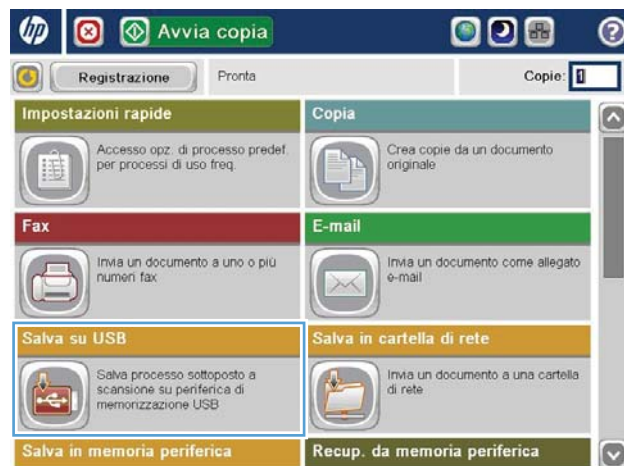 hp Avvia copia ?
Registrazione Pronta Copie: 1
Impostazioni rapide
Accesso opz. di processo predef.
per processi di uso freq.
Copia
Crea copie da un documento
originale
Fax
Invia un documento a uno o più
numeri fax
E-mail
Invia un documento come allegato
e-mail
Salva su USB
Salva processo sottoposto a
scansione su periferica di
memorizzazione USB
Salva in cartella di rete
Invia un documento a una cartella
di rete
Salva in memoria periferica
Recup. da memoria periferica